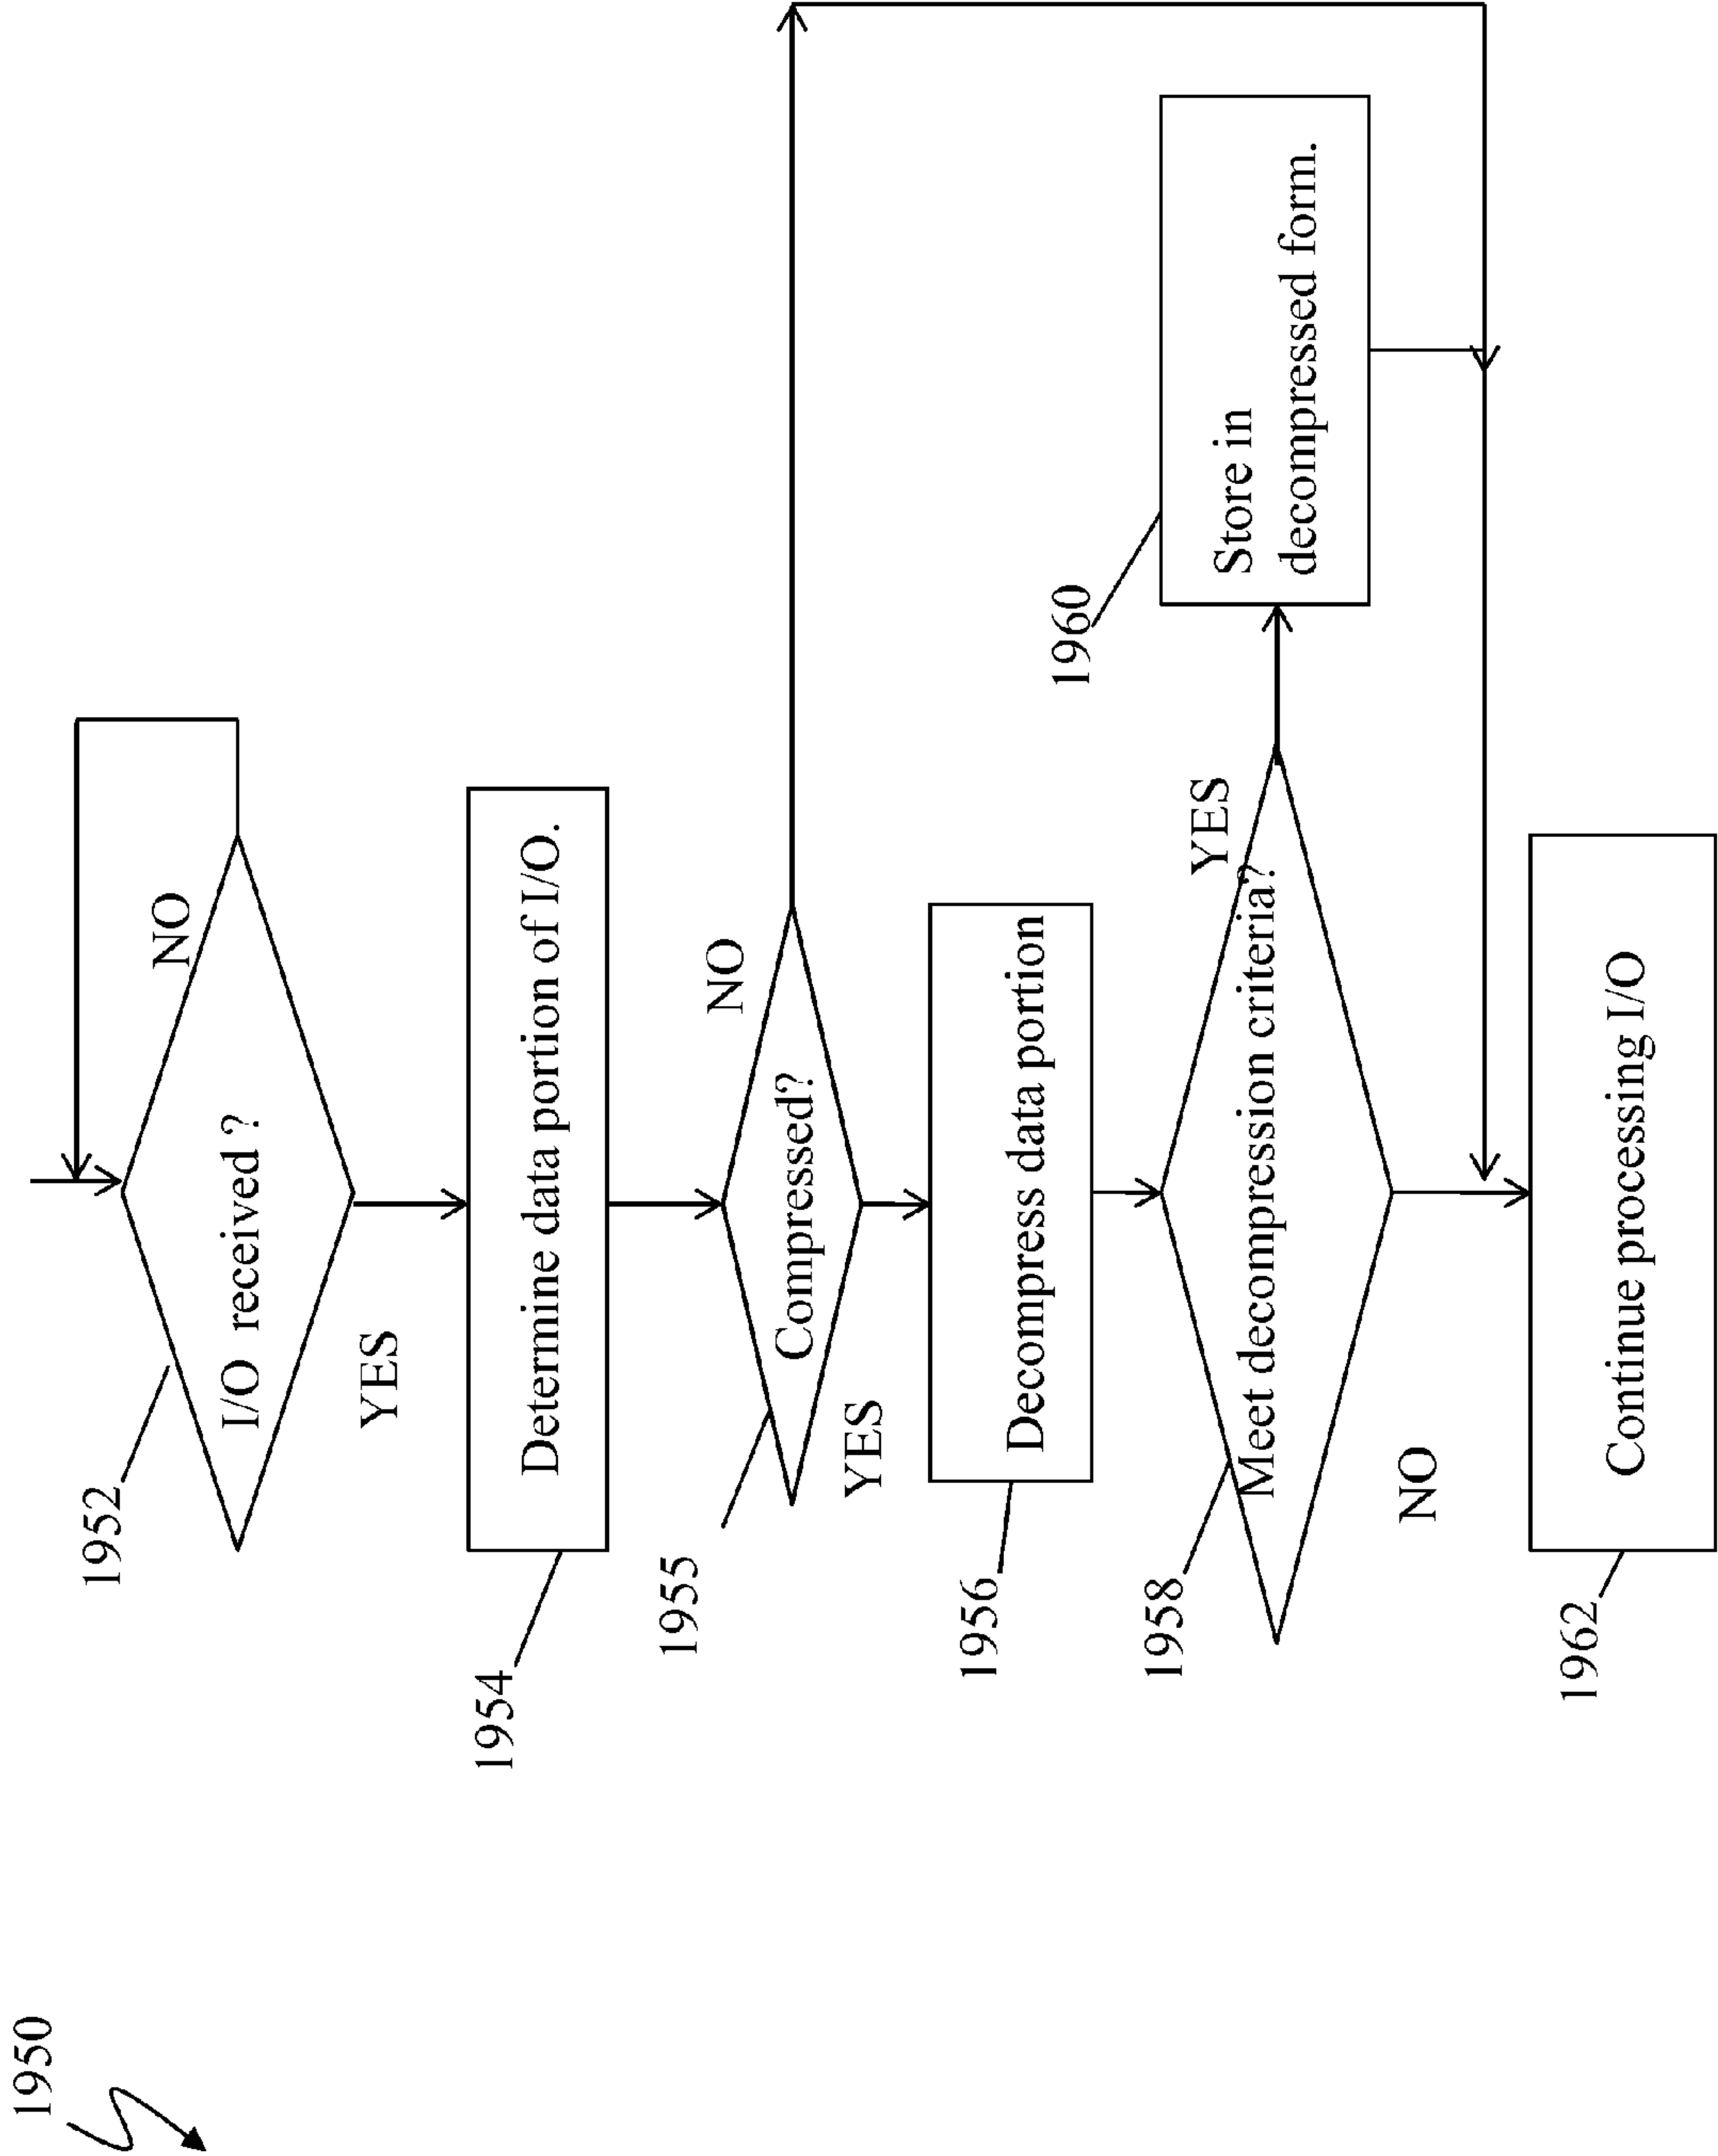 1950
1952
I/O received ?
NO
YES
1954
Determine data portion of I/O.
1955
Compressed?
NO
YES
1956
Decompress data portion
1958
Meet decompression criteria?
YES
NO
1960
Store in
decompressed form.
1962
Continue processing I/O